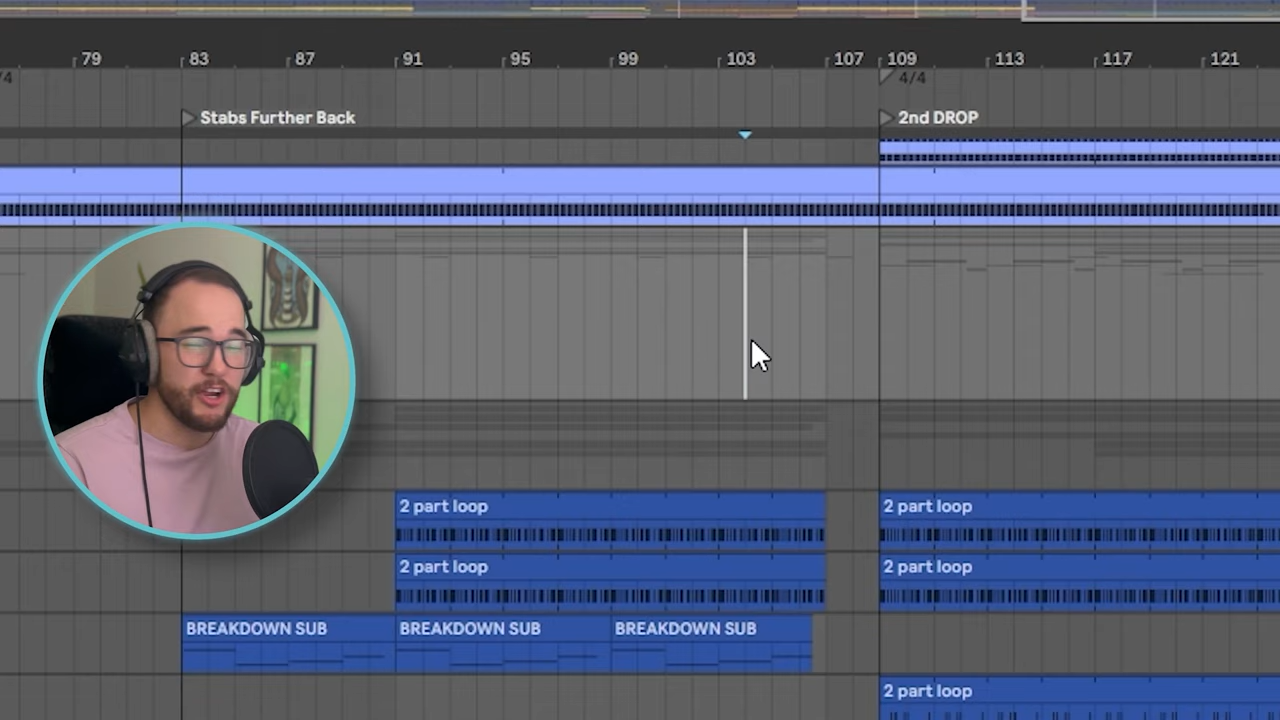 79 83 87 91 95 99 103 107 109 113 117 121
/4 4/4
Stabs Further Back 2nd DROP
2 part loop 2 part loop
2 part loop 2 part loop
BREAKDOWN SUB BREAKDOWN SUB BREAKDOWN SUB
2 part loop